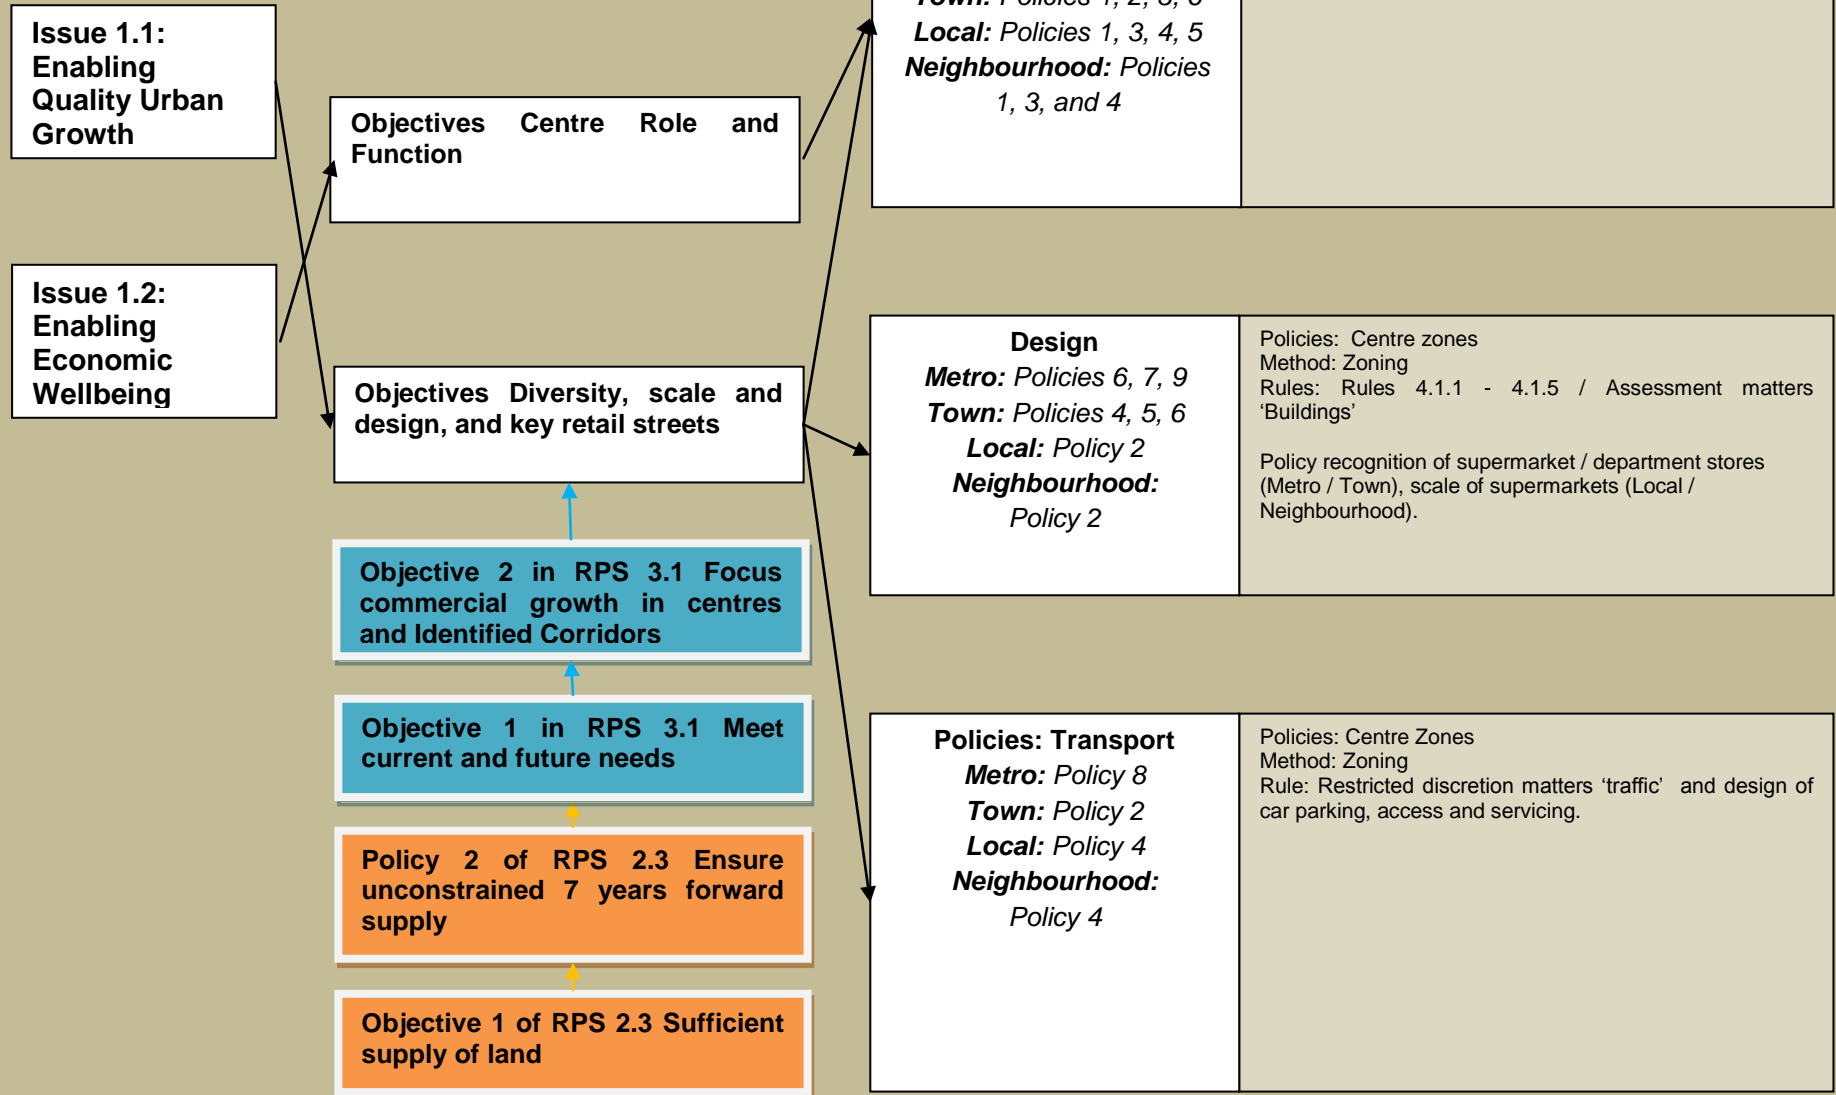 Issue 1.1:
Enabling
Quality Urban
Growth
Issue 1.2:
Enabling
Economic
Wellbeing
Objectives Centre Role and
Function
Objectives Diversity, scale and
design, and key retail streets
Objective 2 in RPS 3.1 Focus
commercial growth in centres
and Identified Corridors
Objective 1 in RPS 3.1 Meet
current and future needs
Policy 2 of RPS 2.3 Ensure
unconstrained 7 years forward
supply
Objective 1 of RPS 2.3 Sufficient
supply of land
Local: Policies 1, 3, 4, 5
Neighbourhood: Policies
1, 3, and 4
Design
Metro: Policies 6, 7, 9
Town: Policies 4, 5, 6
Local: Policy 2
Neighbourhood:
Policy 2
Policies: Centre zones
Method: Zoning
Rules: Rules 4.1.1 - 4.1.5 / Assessment matters
‘Buildings’
Policy recognition of supermarket / department stores
(Metro / Town), scale of supermarkets (Local /
Neighbourhood).
Policies: Transport
Metro: Policy 8
Town: Policy 2
Local: Policy 4
Neighbourhood:
Policy 4
Policies: Centre Zones
Method: Zoning
Rule: Restricted discretion matters ‘traffic’ and design of
car parking, access and servicing.